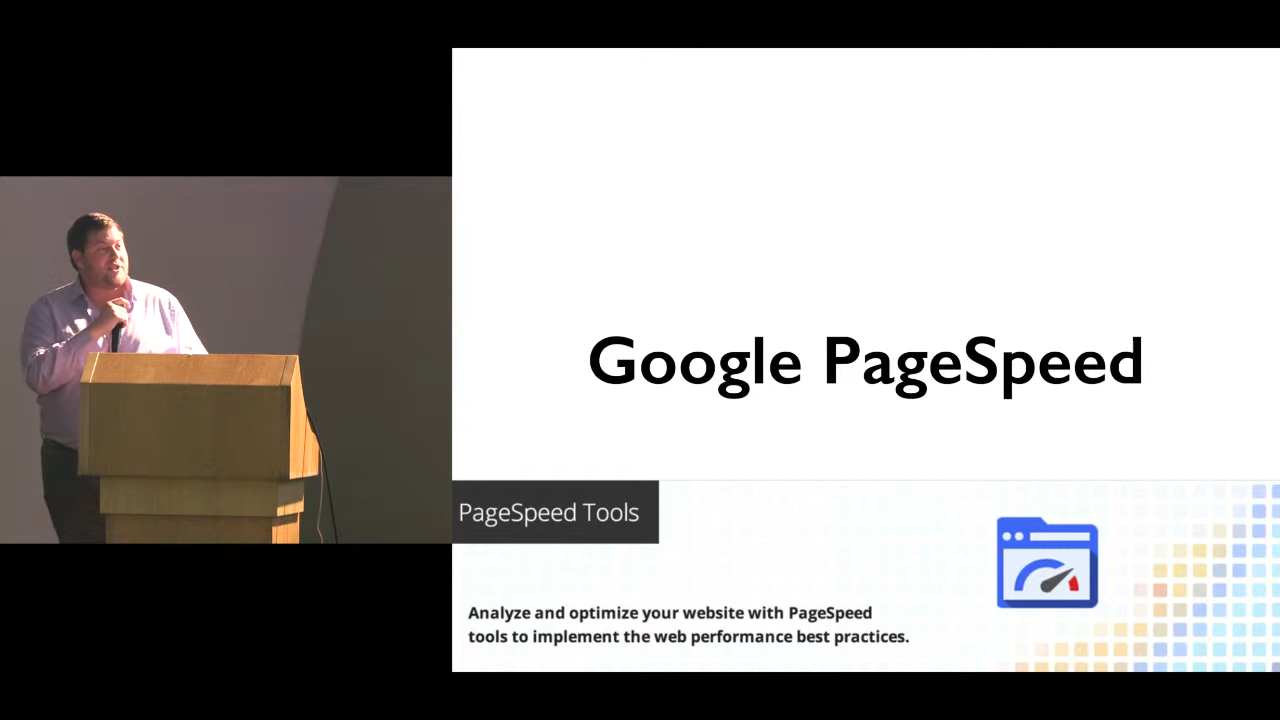 Google PageSpeed
PageSpeed Tools
Analyze and optimize your website with PageSpeed
tools to implement the web performance best practices.